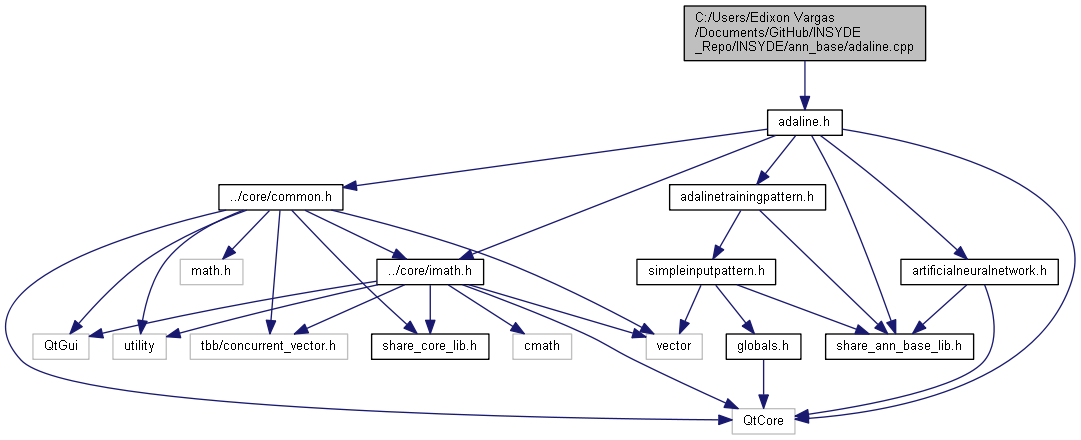 C:/Users/Edixon Vargas
/Documents/GitHub/INSYDE
_Repo/INSYDE/ann_base/adaline.cpp
adaline.h
../core/common.h
adalinetrainingpattern.h
math.h
../core/imath.h
simpleinputpattern.h
artificialneuralnetwork.h
QtGui
utility
tbb/concurrent_vector.h
share_core_lib.h
cmath
vector
globals.h
share_ann_base_lib.h
QtCore